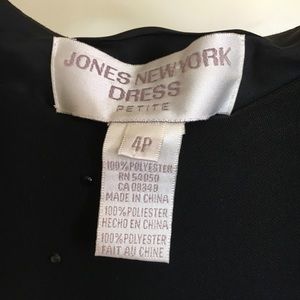 JONES NEW YORK
DRESS
PETITE
4P
100% POLYESTER
RN 54050
CA 08349
MADE IN CHINA
100% POLIESTER
HECHO EN CHINA
100% POLYESTER
FAIT AU CHINE